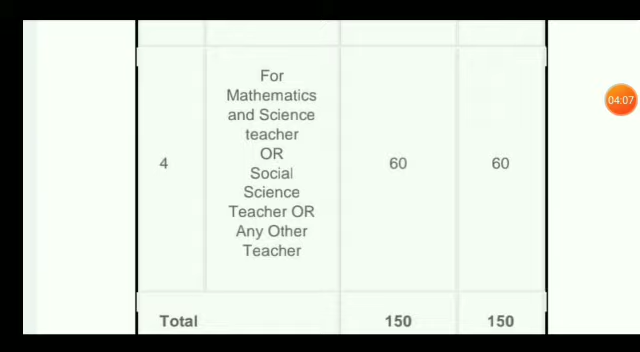 For
Mathematics
and Science
teacher
OR
4
Social
60
60
Science
Teacher OR
Any Other
Teacher
Total
150
150
04:07